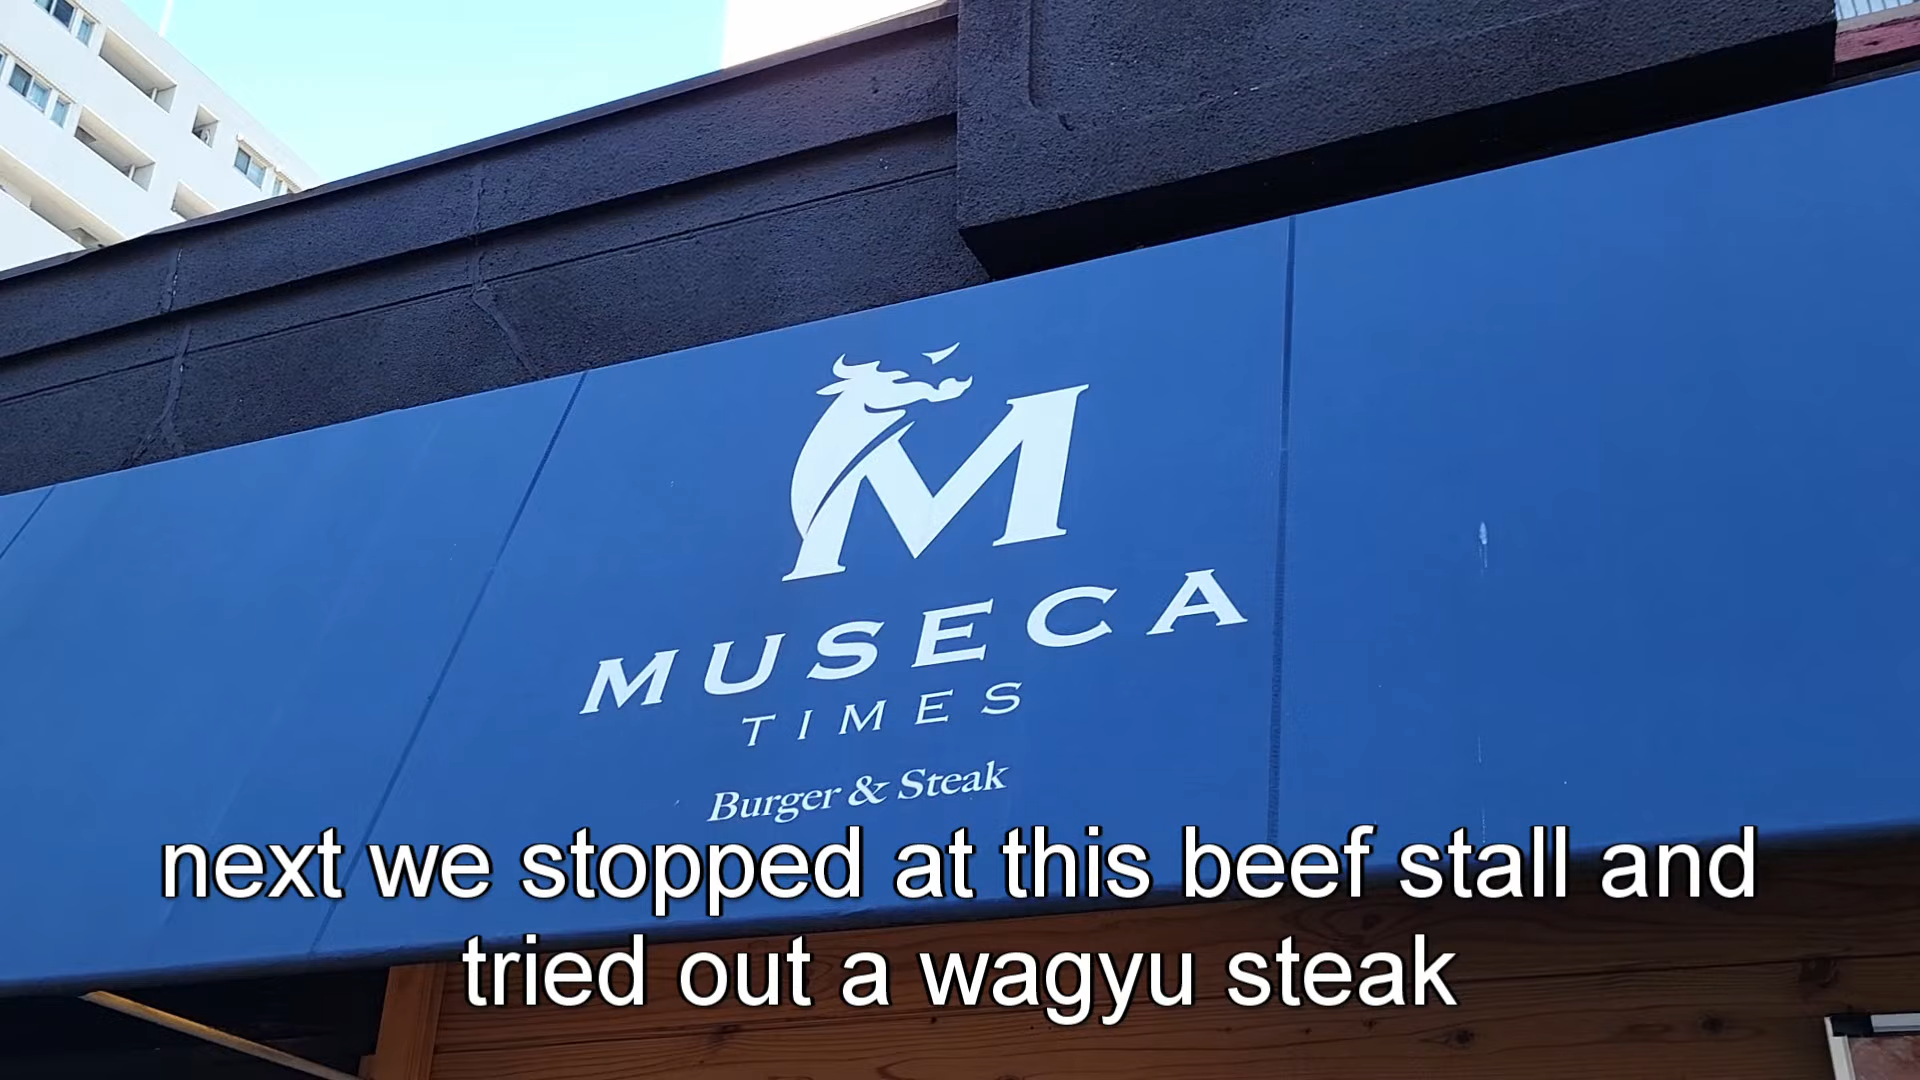 M
MUSECA
TIMES
Burger & Steak
next we stopped at this beef stall and
tried out a wagyu steak